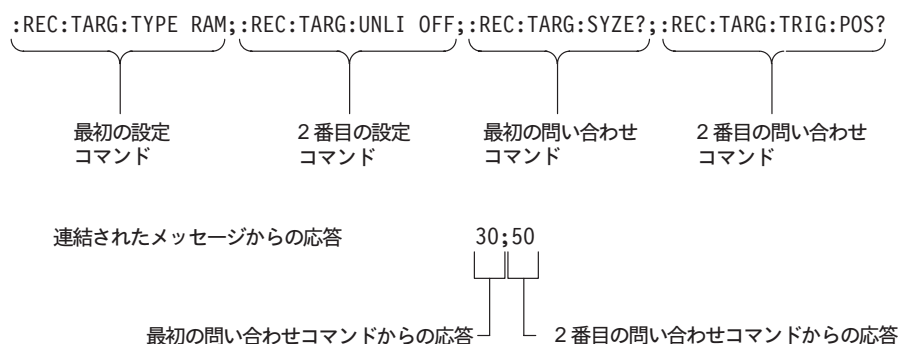 :REC:TARG:TYPE RAM;:REC:TARG:UNLI OFF;:REC:TARG:SYZE?;:REC:TARG:TRIG:POS?
最初の設定 2番目の設定 最初の問い合わせ 2番目の問い合わせ
コマンド コマンド コマンド コマンド
連結されたメッセージからの応答 30;50
最初の問い合わせコマンドからの応答 2番目の問い合わせコマンドからの応答